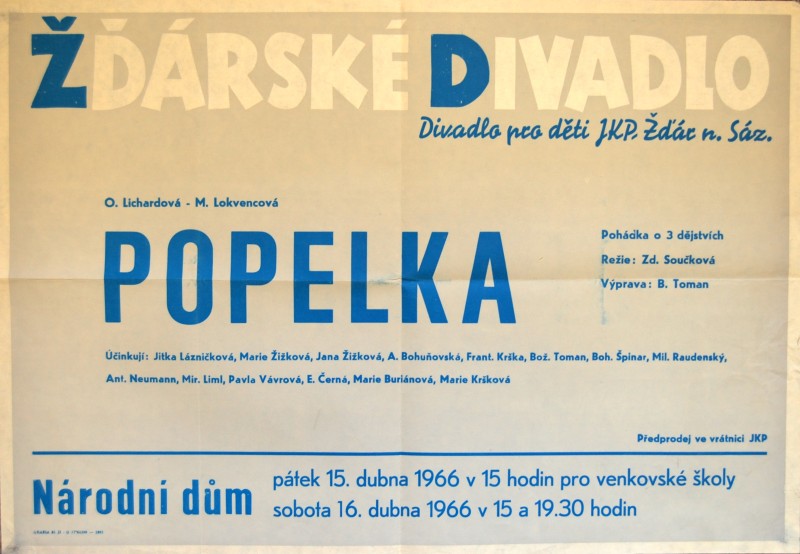 ŽĎÁRSKÉ DIVADLO
Divadlo pro děti JKP. Žďár n. Sáz.
O. Lichardová - M. Lokvencová
POPELKA
Pohádka o 3 dějstvích
Režie: Zd. Součková
Výprava: B. Toman
Účinkují: Jitka Lázničková, Marie Žižková, Jana Žižková, A. Bohuňovská, Frant. Krška, Bož. Toman, Boh. Špinar, Mil. Raudenský,
Ant. Neumann, Mir. Liml, Pavla Vávrová, E. Černá, Marie Buriánová, Marie Kršková
Předprodej ve vrátnici JKP
Národní dům
pátek 15. dubna 1966 v 15 hodin pro venkovské školy
sobota 16. dubna 1966 v 15 a 19.30 hodin